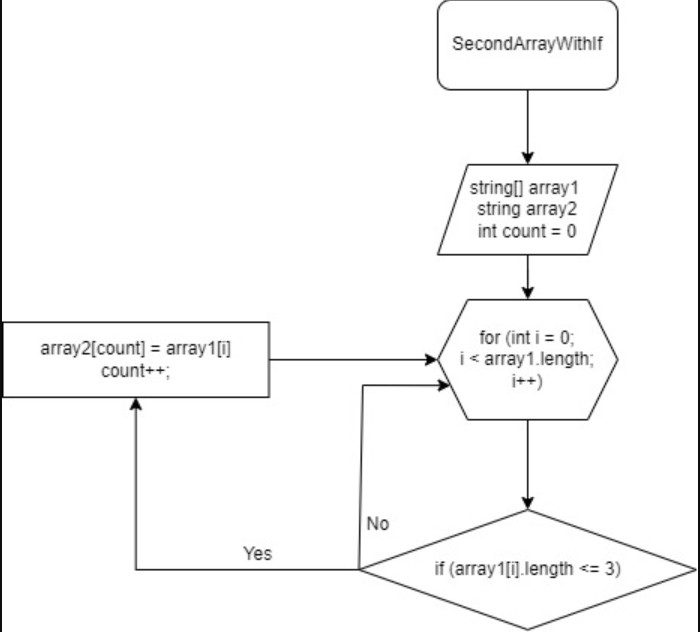 SecondArrayWithIf
string[] array1
string array2
int count = 0
for (int i = 0;
i < array1.length;
i++)
array2[count] = array1[i]
count++;
No
Yes
if (array1[i].length <= 3)